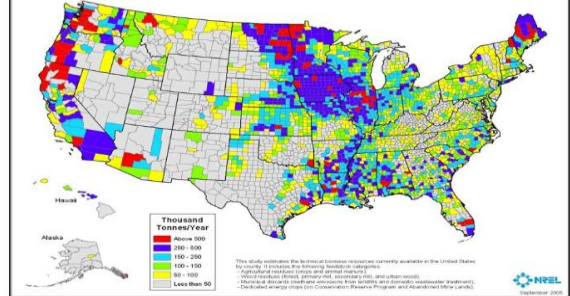 Hawaii
Alaska
Thousand
Tonnes/Year
Above 500
250 - 500
150 - 250
100 - 150
50 - 100
Less than 50
This study estimates the technical biomass resources currently available in the United States
by county. It includes the following feedstock categories:
- Agricultural residues (crops and animal manure)
- Wood residues (forest, primary mill, secondary mill, and urban wood)
- Municipal discards (methane emissions from landfills and domestic wastewater treatment)
- Dedicated energy crops (on Conservation Reserve Program and Abandoned Mine Lands)
NREL
September 2005